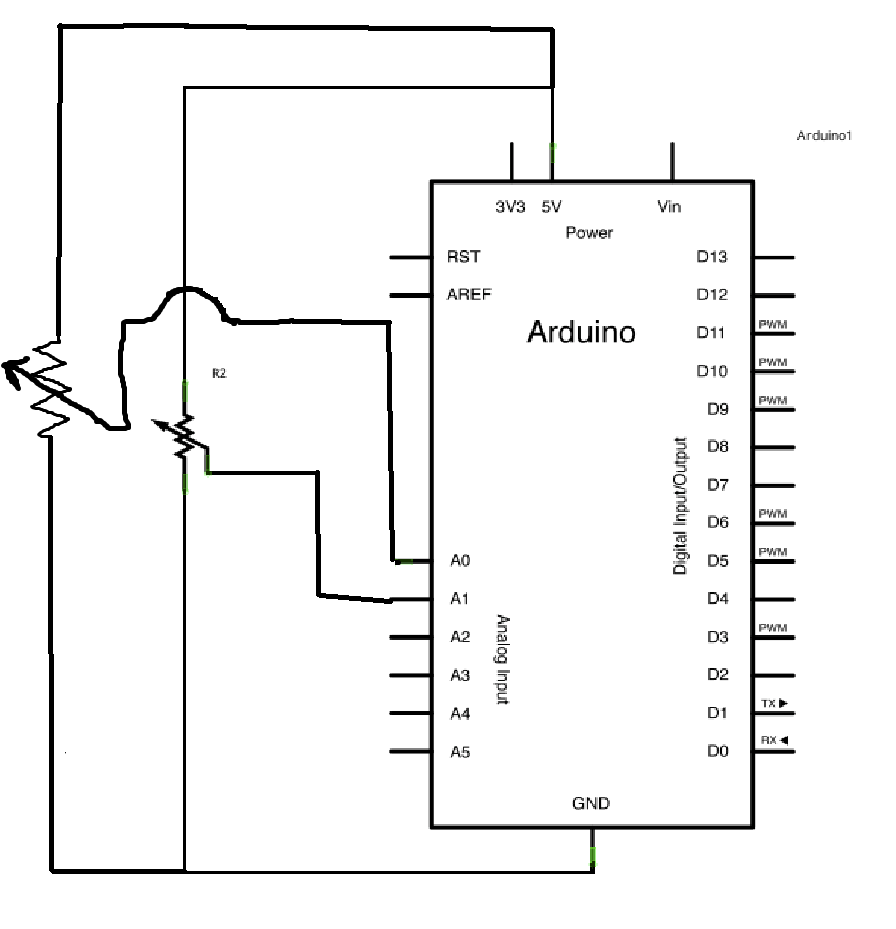 Arduino1
3V3 5V Vin
Power
RST D13
AREF D12
Arduino
D11 PWM
D10 PWM
R2
D9 PWM
D8
D7
D6 PWM
Digital Input/Output
A0 D5 PWM
A1 D4
A2 D3 PWM
Analog Input
A3 D2
A4 D1 TX ▶
A5 D0 RX ◀
GND